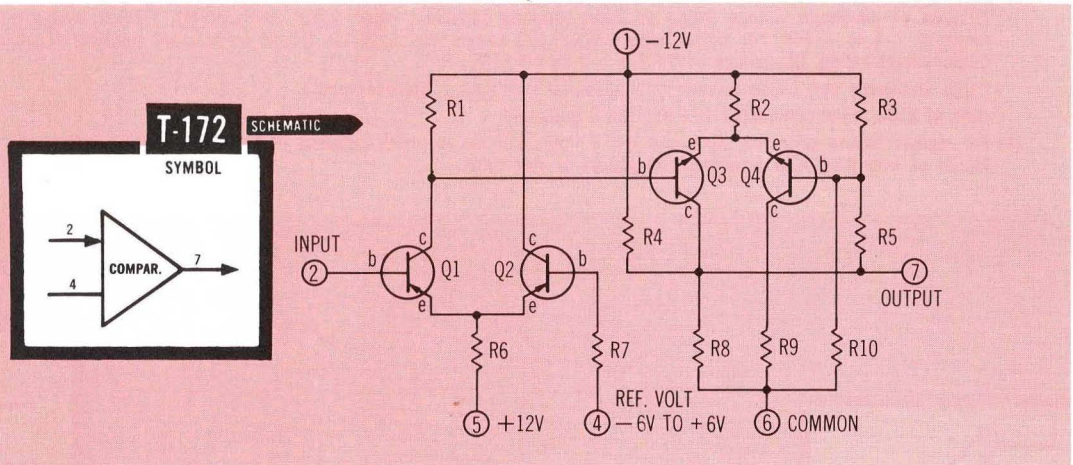 T-172 SCHEMATIC
SYMBOL
2
COMPAR.
7
4
1 −12V
R1
R2
R3
b
e
Q3
c
e
Q4
b
c
R4
R5
INPUT
2
b
c
Q1
e
c
Q2
b
e
7
OUTPUT
R6
R7
R8
R9
R10
5 +12V
REF. VOLT
4 − 6V TO + 6V
6 COMMON